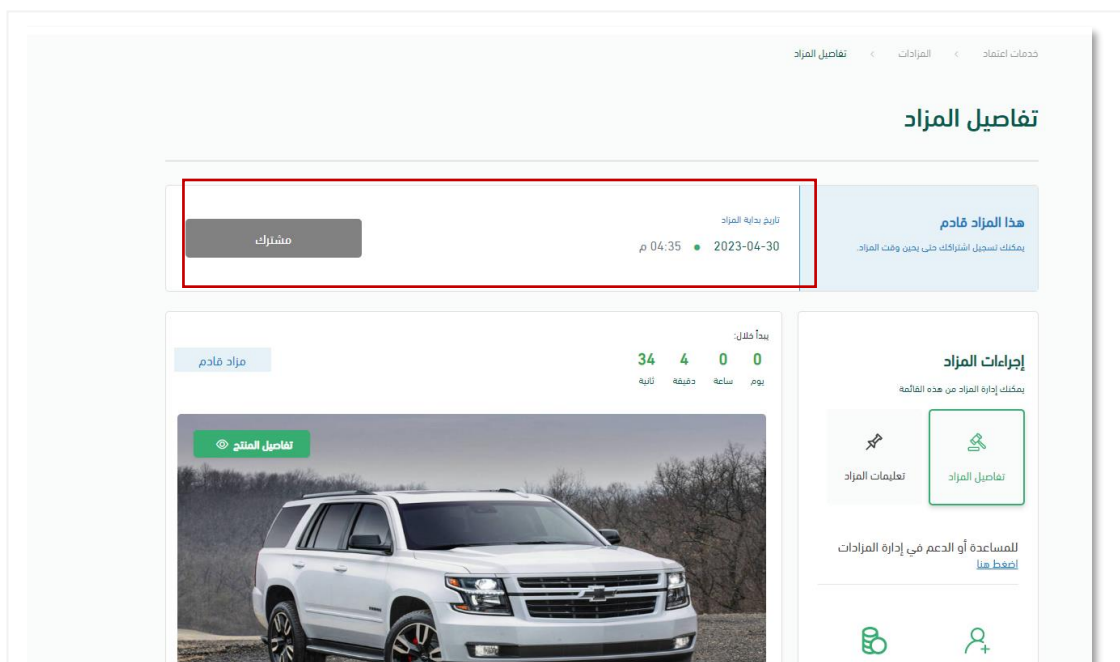 خدمات اعتماد > المزادات > تفاصيل المزاد
تفاصيل المزاد
هذا المزاد قادم
يمكنك تسجيل اشتراكك حتى يحين وقت المزاد.
تاريخ بداية المزاد
2023-04-30 • 04:35 م
مشترك
إجراءات المزاد
يمكنك إدارة المزاد من هذه القائمة
تفاصيل المزاد
تعليمات المزاد
للمساعدة أو الدعم في إدارة المزادات
اضغط هنا
يبدأ خلال:
0 0 4 34
يوم ساعة دقيقة ثانية
مزاد قادم
تفاصيل المنتج